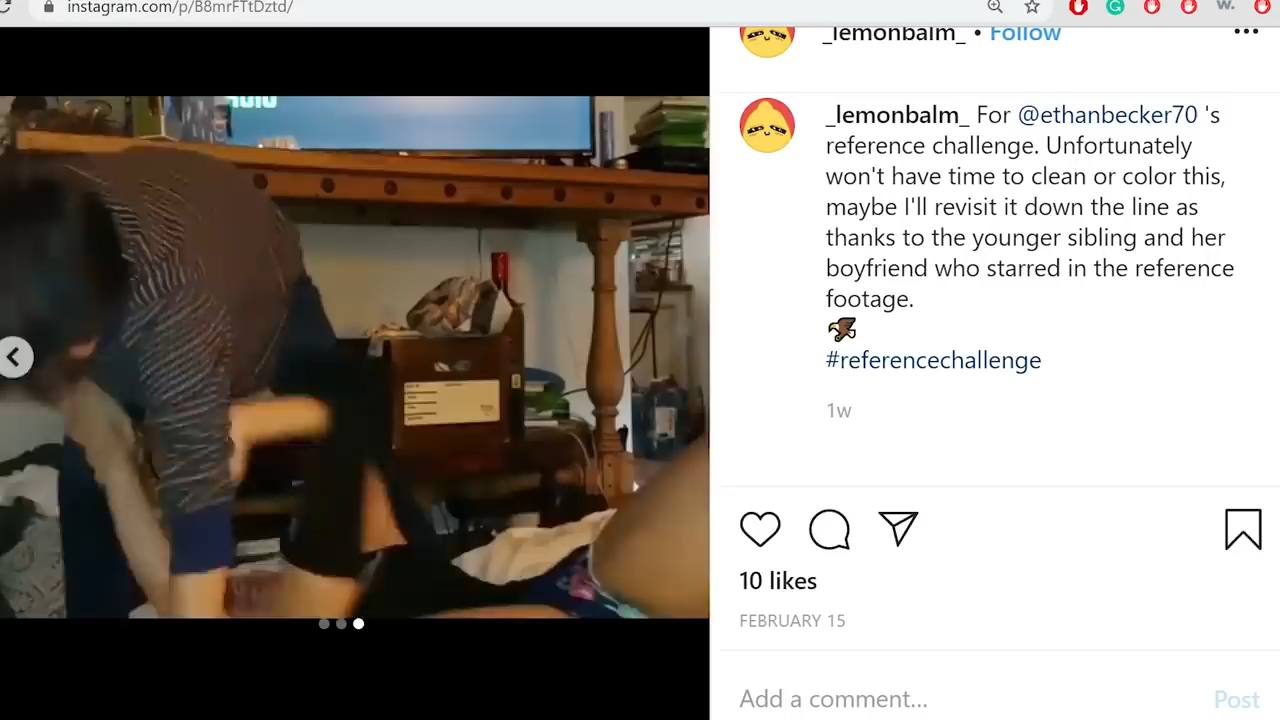 instagram.com/p/B8mrFTtDztd/
w.
_lemonbalm_ • Follow
_lemonbalm_ For @ethanbecker70 's
reference challenge. Unfortunately
won't have time to clean or color this,
maybe I'll revisit it down the line as
thanks to the younger sibling and her
boyfriend who starred in the reference
footage.
#referencechallenge
1w
10 likes
FEBRUARY 15
Add a comment...
Post